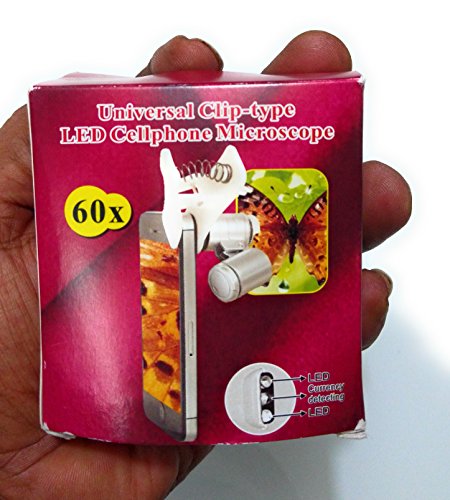 Universal Clip-type
LED Cellphone Microscope
60x
LED
Currency
detecting
LED